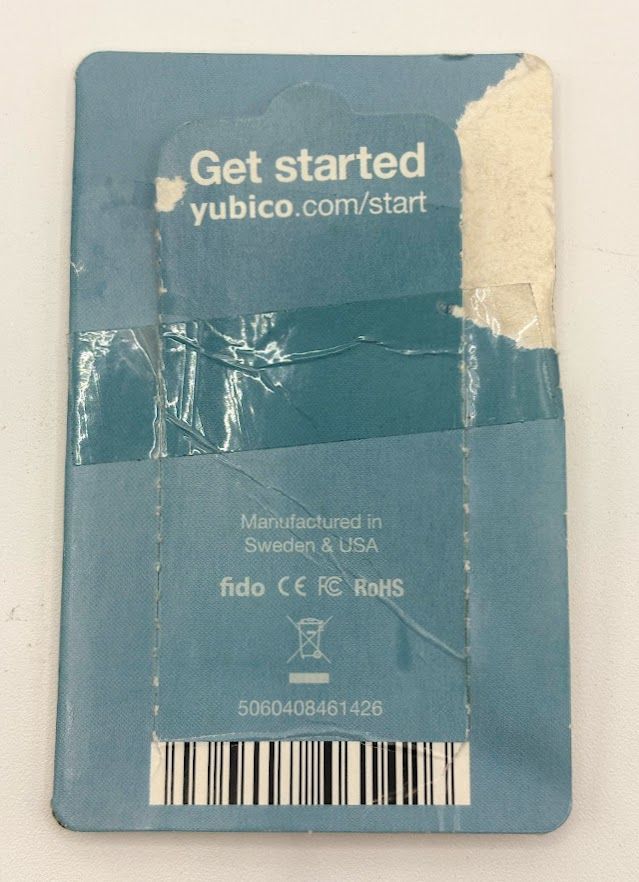 Get started
yubico.com/start
Manufactured in
Sweden & USA
fido CE FC RoHS
5060408461426